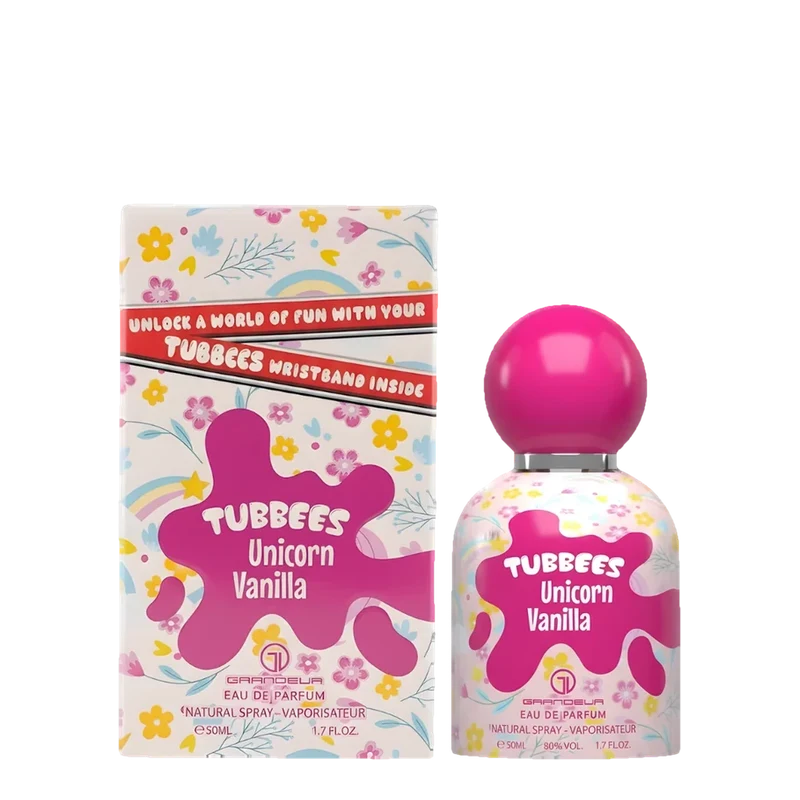 UNLOCK A WORLD OF FUN WITH YOUR
TUBBEES WRISTBAND INSIDE
TUBBEES
Unicorn
Vanilla
GRANDEUR
EAU DE PARFUM
NATURAL SPRAY-VAPORISATEUR
℮50ML 1.7 FL.OZ.
TUBBEES
Unicorn
Vanilla
GRANDEUR
EAU DE PARFUM
NATURAL SPRAY-VAPORISATEUR
℮50ML 80% VOL. 1.7 FL.OZ.